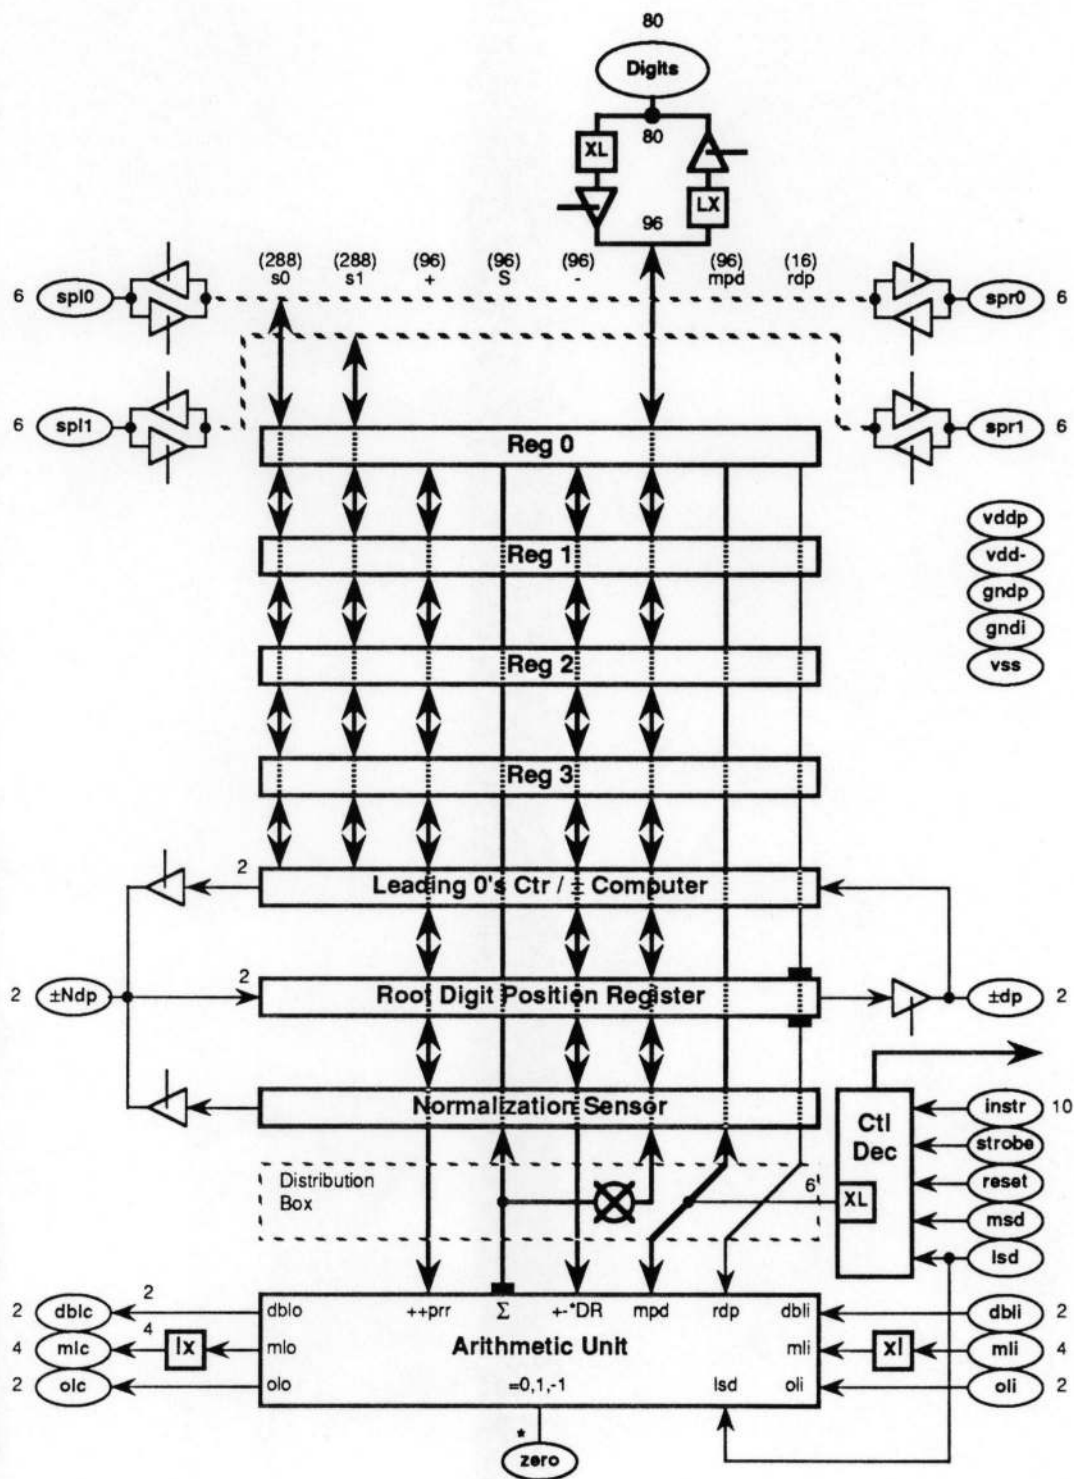 80
Digits
80
XL
LX
96
(288) (288) (96) (96) (96) (96) (16)
s0 s1 + S - mpd rdp
6 spl0 spr0 6
6 spl1 spr1 6
Reg 0
vddp
Reg 1
vdd-
gndp
gndi
Reg 2
vss
Reg 3
2
Leading 0's Ctr / ± Computer
2
2 ±Ndp Root Digit Position Register ±dp 2
Normalization Sensor
instr 10
Ctl
Dec
strobe
Distribution
Box
6
XL
reset
msd
lsd
2 dblc 2 dblo ++prr Σ +-*DR mpd rdp dbli dbli 2
4 mlc |x 4 mlo Arithmetic Unit mli x| mli 4
2 olc olo =0,1,-1 lsd oli oli 2
*
zero